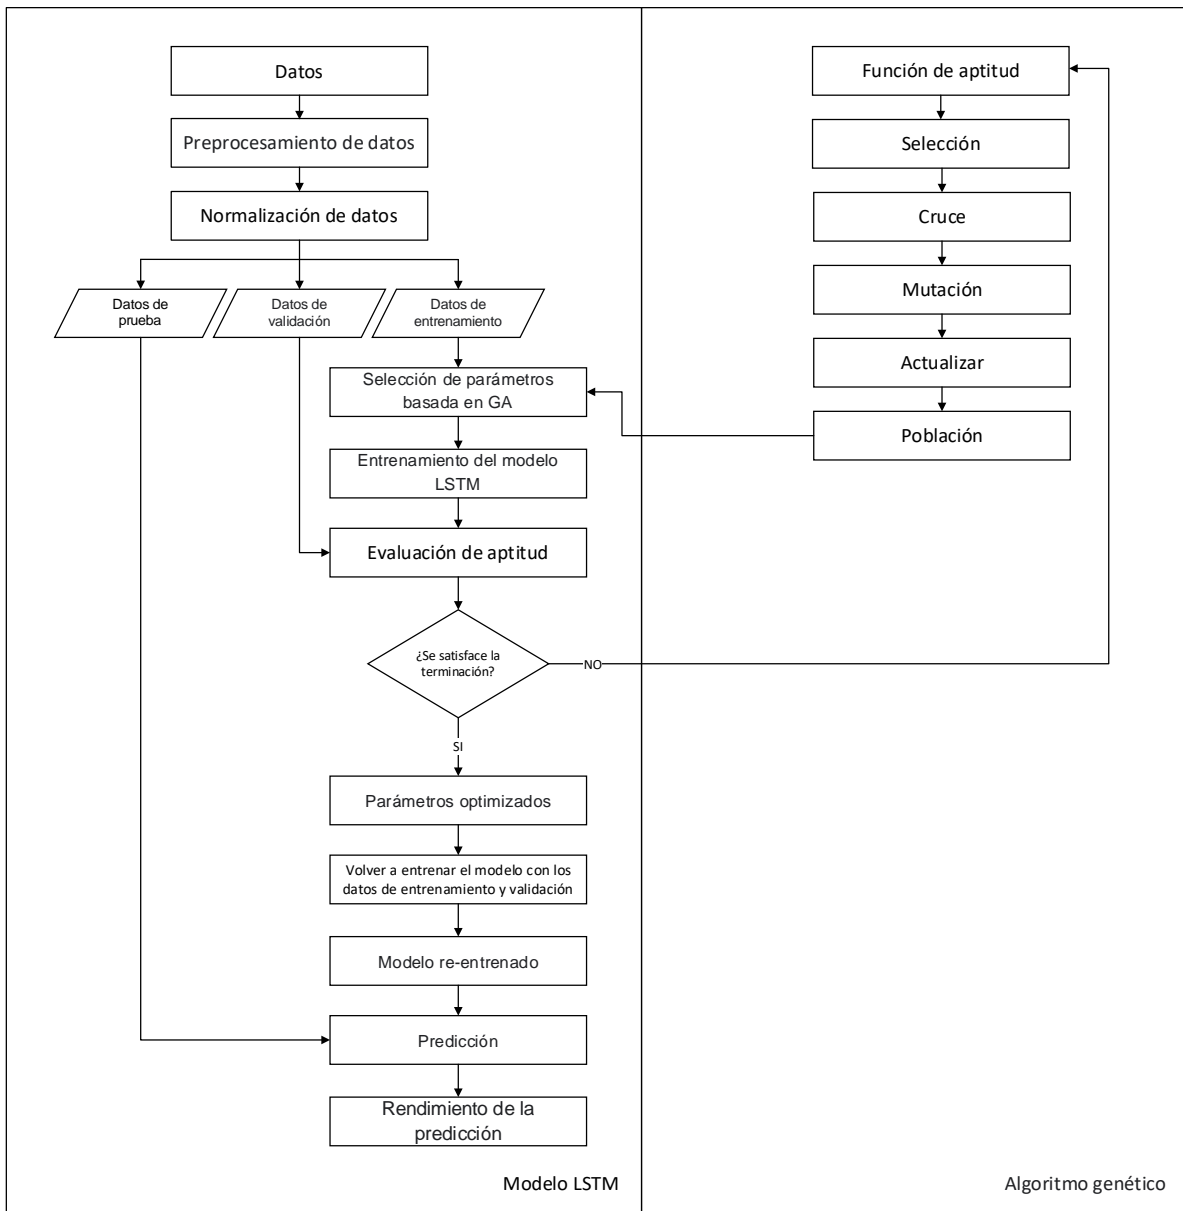 Datos
Preprocesamiento de datos
Normalización de datos
Datos de
prueba
Datos de
validación
Datos de
entrenamiento
Selección de parámetros
basada en GA
Entrenamiento del modelo
LSTM
Evaluación de aptitud
¿Se satisface la
terminación?
NO
SI
Parámetros optimizados
Volver a entrenar el modelo con los
datos de entrenamiento y validación
Modelo re-entrenado
Predicción
Rendimiento de la
predicción
Modelo LSTM
Función de aptitud
Selección
Cruce
Mutación
Actualizar
Población
Algoritmo genético